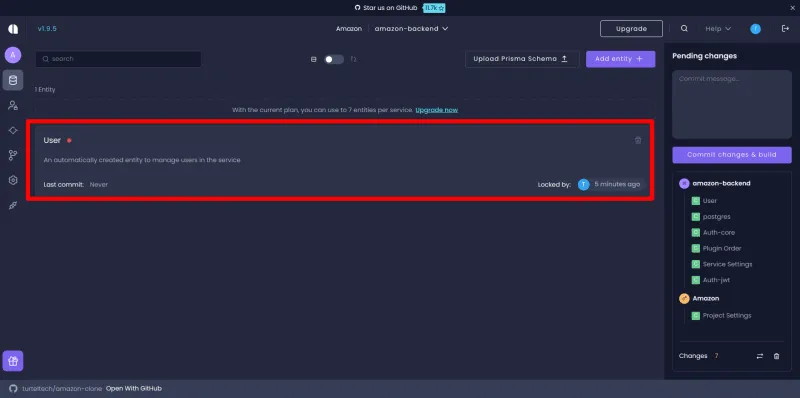 Star us on GitHub 11.7k
v1.9.5
Amazon amazon-backend
Upgrade
Help
T
A
search
Upload Prisma Schema
Add entity +
1 Entity
With the current plan, you can use to 7 entities per service. Upgrade now
User
An automatically created entity to manage users in the service
Last commit: Never
Locked by: T 5 minutes ago
Pending changes
Commit message...
Commit changes & build
amazon-backend
C User
C postgres
C Auth-core
C Plugin Order
C Service Settings
C Auth-jwt
Amazon
C Project Settings
Changes 7
turteltech/amazon-clone Open With GitHub